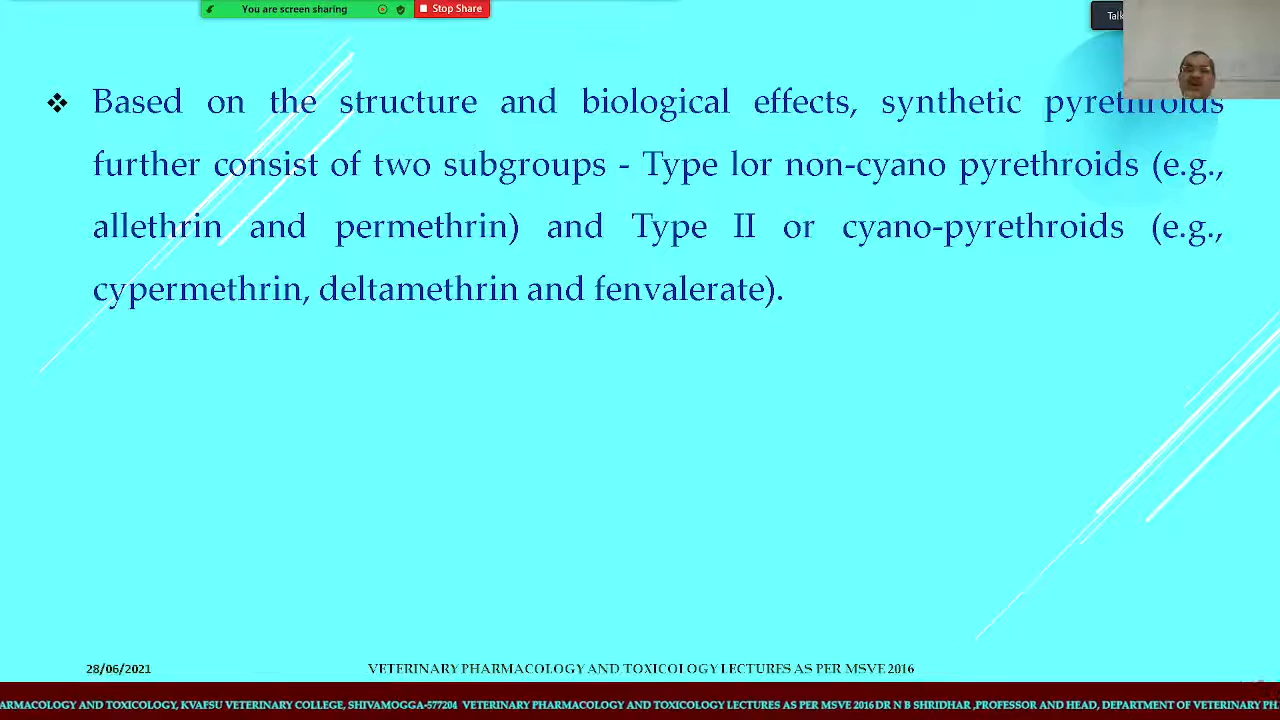 You are screen sharing
Stop Share
Talk
Based on the structure and biological effects, synthetic pyrethroids
further consist of two subgroups - Type lor non-cyano pyrethroids (e.g.,
allethrin and permethrin) and Type II or cyano-pyrethroids (e.g.,
cypermethrin, deltamethrin and fenvalerate).
28/06/2021
VETERINARY PHARMACOLOGY AND TOXICOLOGY LECTURES AS PER MSVE 2016
ARMACOLOGY AND TOXICOLOGY, KVAFSU VETERINARY COLLEGE, SHIVAMOGGA-577204 VETERINARY PHARMACOLOGY AND TOXICOLOGY LECTURES AS PER MSVE 2016 DR N B SHRIDHAR ,PROFESSOR AND HEAD, DEPARTMENT OF VETERINARY PH